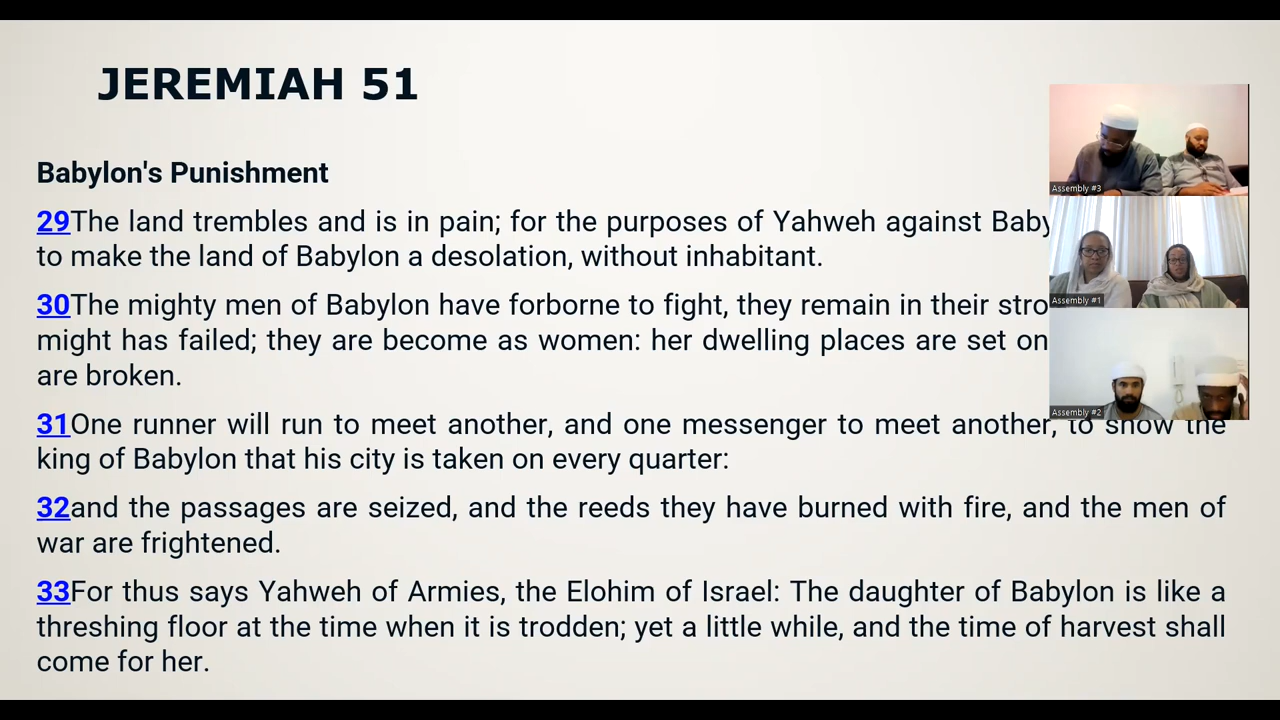 JEREMIAH 51
Babylon's Punishment
29The land trembles and is in pain; for the purposes of Yahweh against
to make the land of Babylon a desolation, without inhabitant.
30The mighty men of Babylon have forborne to fight, they remain in their
might has failed; they are become as women: her dwelling places are set on
are broken.
31One runner will run to meet another, and one messenger to meet another, to show the
king of Babylon that his city is taken on every quarter:
32and the passages are seized, and the reeds they have burned with fire, and the men of
war are frightened.
33For thus says Yahweh of Armies, the Elohim of Israel: The daughter of Babylon is like a
threshing floor at the time when it is trodden; yet a little while, and the time of harvest shall
come for her.
Assembly #3
Assembly #1
Assembly #2